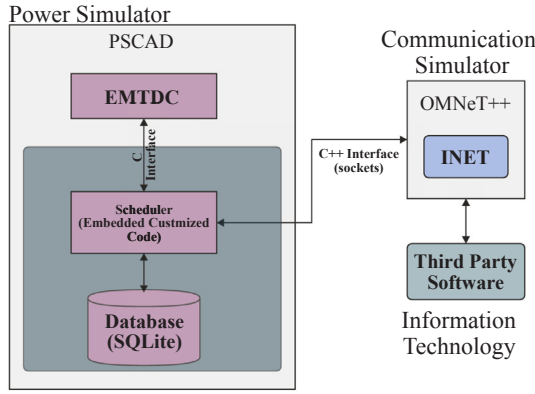 Power Simulator
PSCAD
EMTDC
C
Interface
Scheduler
(Embedded Custmized
Code)
Database
(SQLite)
C++ Interface
(sockets)
Communication
Simulator
OMNeT++
INET
Third Party
Software
Information
Technology